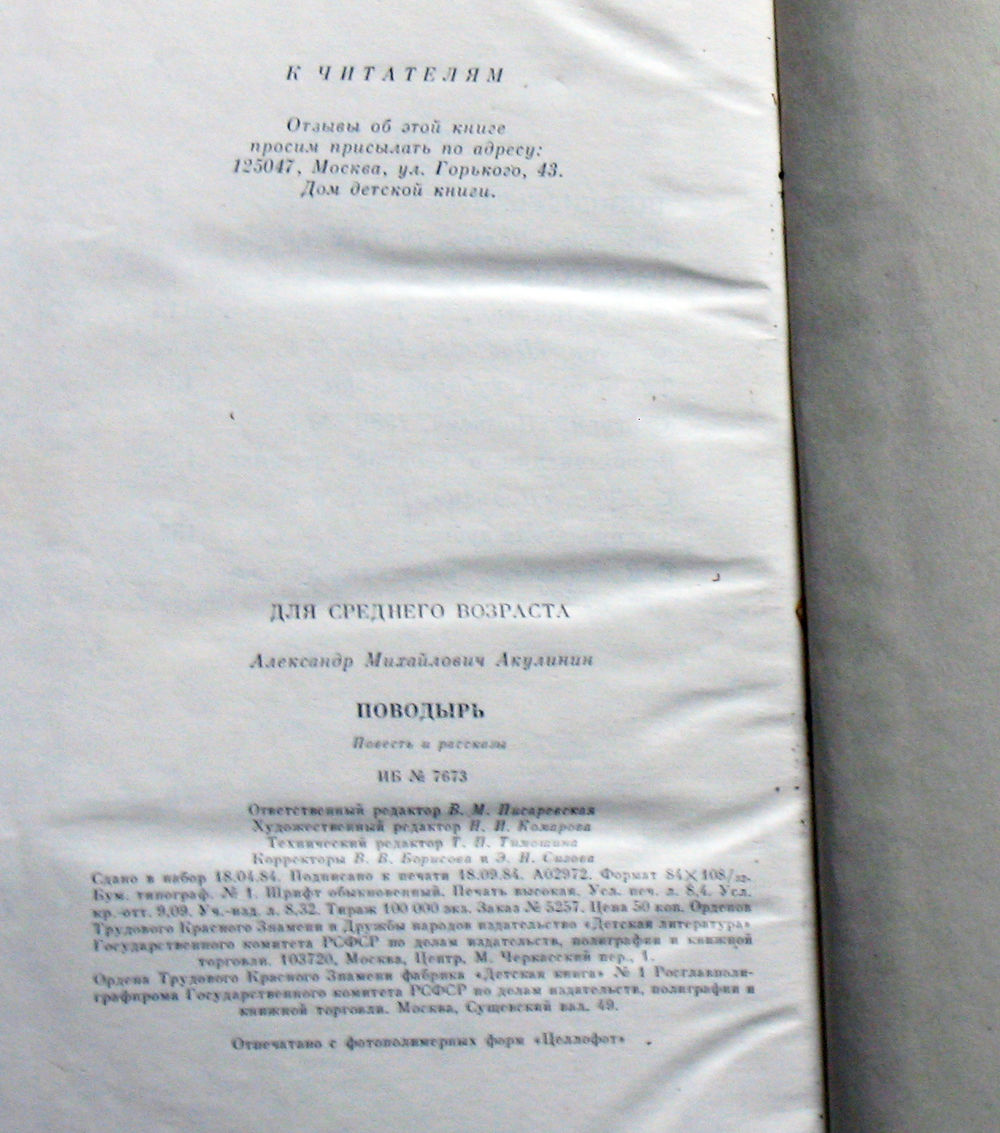 К ЧИТАТЕЛЯМ
Отзывы об этой книге
просим присылать по адресу:
125047, Москва, ул. Горького, 43.
Дом детской книги.
ДЛЯ СРЕДНЕГО ВОЗРАСТА
Александр Михайлович Акулинин
ПОВОДЫРЬ
Повесть и рассказы
ИБ № 7673
Ответственный редактор В. М. Писаревская
Художественный редактор Н. И. Комарова
Технический редактор Т. П. Тимошина
Корректоры В. В. Борисова и Э. Н. Сизова
Сдано в набор 18.04.84. Подписано к печати 18.09.84. А02972. Формат 84×108/32.
Бум. типограф. № 1. Шрифт обыкновенный. Печать высокая. Усл. печ. л. 8,4. Усл.
кр.-отт. 9,09. Уч.-изд. л. 8,32. Тираж 100 000 экз. Заказ № 5257. Цена 50 коп. Орденов
Трудового Красного Знамени и Дружбы народов издательство «Детская литература»
Государственного комитета РСФСР по делам издательств, полиграфии и книжной
торговли. 103720, Москва, Центр, М. Черкасский пер., 1.
Ордена Трудового Красного Знамени фабрика «Детская книга» № 1 Росглавполи-
графпрома Государственного комитета РСФСР по делам издательств, полиграфии и
книжной торговли. Москва, Сущевский вал, 49.
Отпечатано с фотополимерных форм «Целлофот»